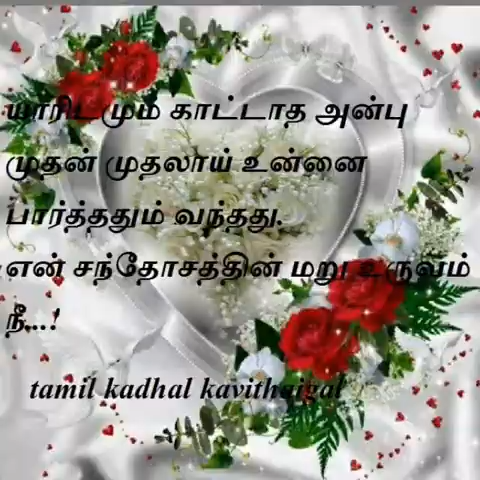 யாரிடமும் காட்டாத அன்பு
முதன் முதலாய் உன்னை
பார்த்ததும் வந்தது.
என் சந்தோசத்தின் மறு உருவம்
நீ...!
tamil kadhal kavithaigal